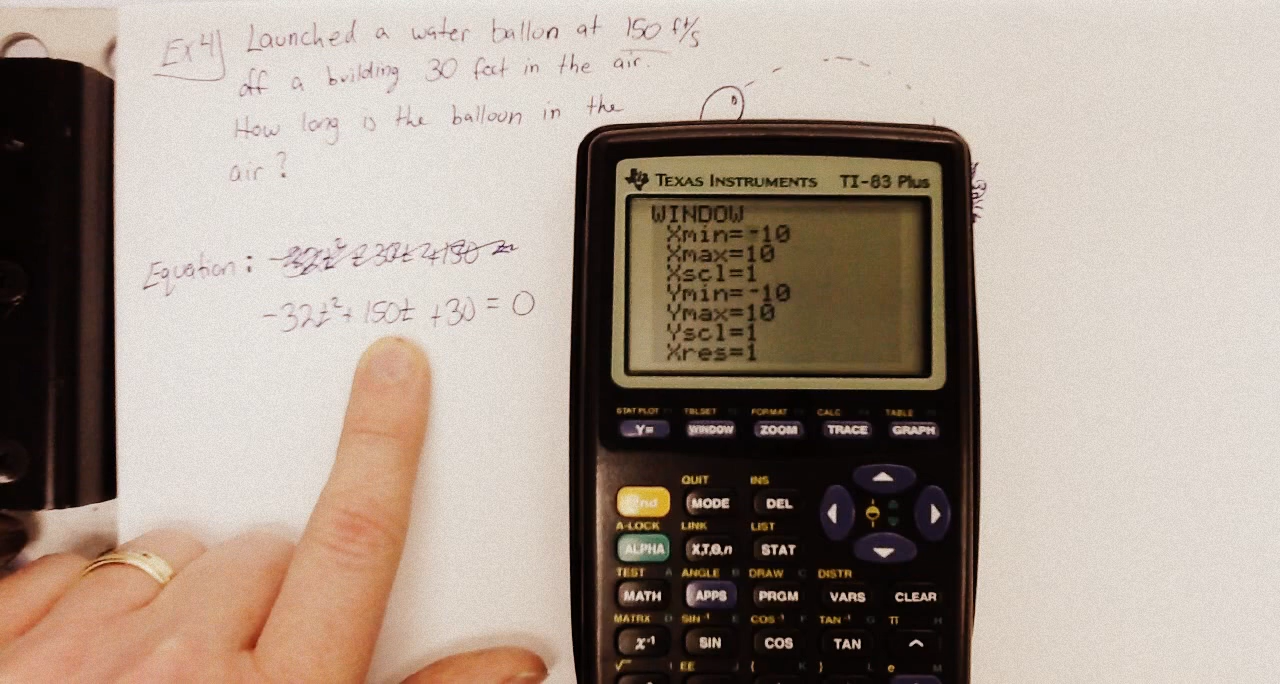 Ex 4] Launched a water ballon at 150 ft/s
off a building 30 feet in the air.
How long is the balloon in the
air?
Equation:
-32t² + 150t + 30 = 0
TEXAS INSTRUMENTS TI-83 Plus
WINDOW
Xmin=-10
Xmax=10
Xscl=1
Ymin=-10
Ymax=10
Yscl=1
Xres=1
STAT PLOT TBLSET FORMAT CALC TABLE
Y= WINDOW ZOOM TRACE GRAPH
QUIT INS
2nd MODE DEL
A-LOCK LINK LIST
ALPHA X,T,θ,n STAT
TEST A ANGLE B DRAW C DISTR
MATH APPS PRGM VARS CLEAR
MATRX D SIN⁻¹ E COS⁻¹ F TAN⁻¹ G π H
x⁻¹ SIN COS TAN ^
√ I EE J { K } L e M